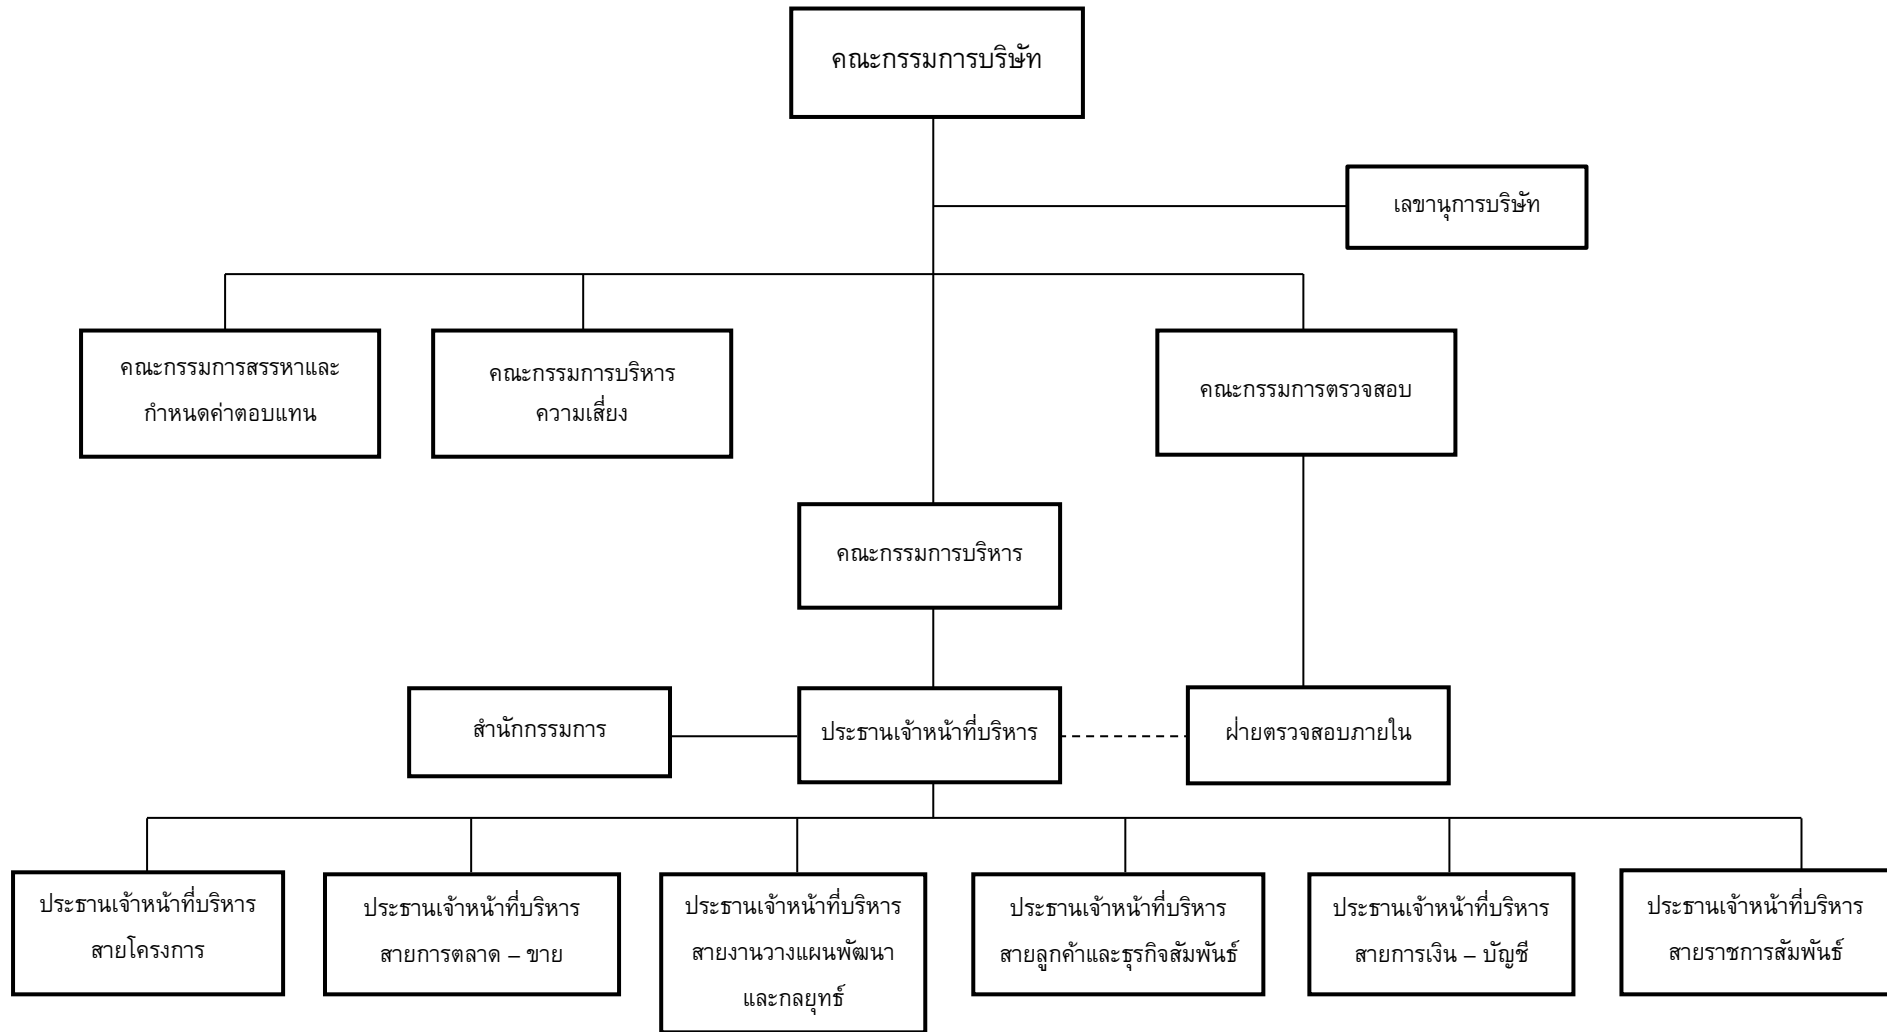 คณะกรรมการบริษัท
เลขานุการบริษัท
คณะกรรมการสรรหาและ
กำหนดค่าตอบแทน
คณะกรรมการบริหาร
ความเสี่ยง
คณะกรรมการตรวจสอบ
คณะกรรมการบริหาร
สำนักกรรมการ
ประธานเจ้าหน้าที่บริหาร
ฝ่ายตรวจสอบภายใน
ประธานเจ้าหน้าที่บริหาร
สายโครงการ
ประธานเจ้าหน้าที่บริหาร
สายการตลาด – ขาย
ประธานเจ้าหน้าที่บริหาร
สายงานวางแผนพัฒนา
และกลยุทธ์
ประธานเจ้าหน้าที่บริหาร
สายลูกค้าและธุรกิจสัมพันธ์
ประธานเจ้าหน้าที่บริหาร
สายการเงิน – บัญชี
ประธานเจ้าหน้าที่บริหาร
สายราชการสัมพันธ์